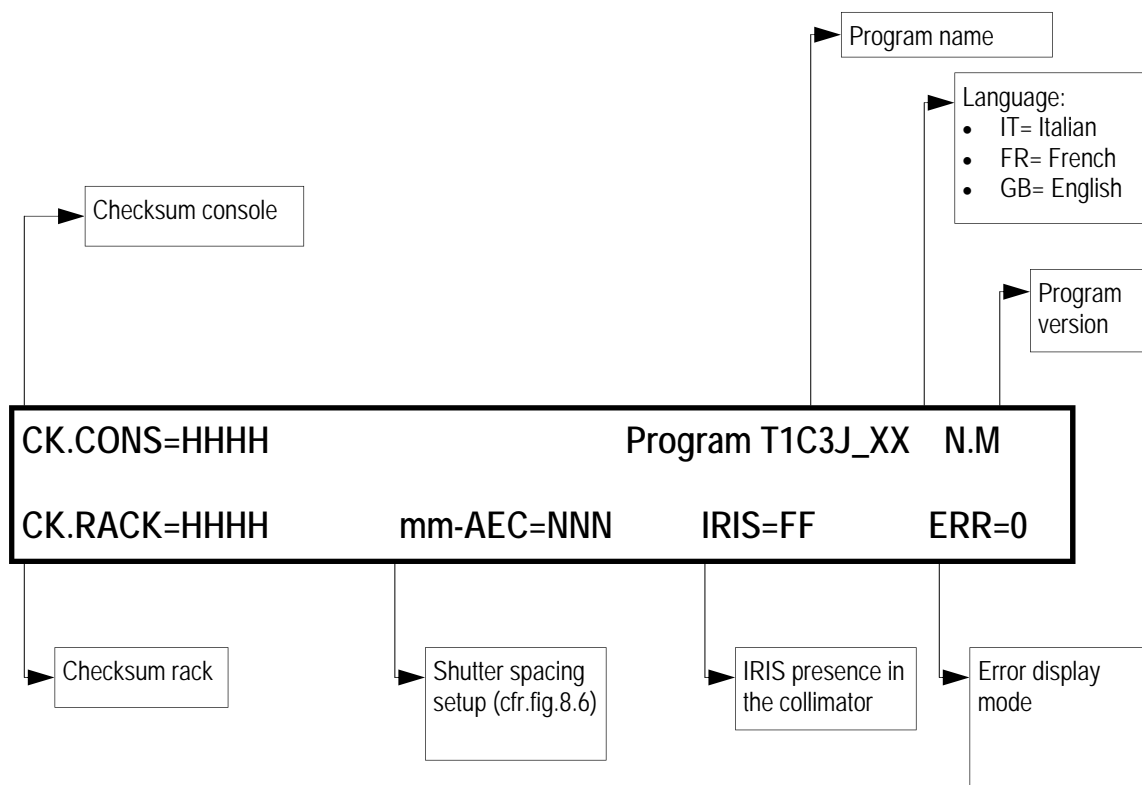 Program name
Language:
• IT= Italian
• FR= French
• GB= English
Checksum console
Program
version
CK.CONS=HHHH Program T1C3J_XX N.M
CK.RACK=HHHH mm-AEC=NNN IRIS=FF ERR=0
Checksum rack
Shutter spacing
setup (cfr.fig.8.6)
IRIS presence in
the collimator
Error display
mode